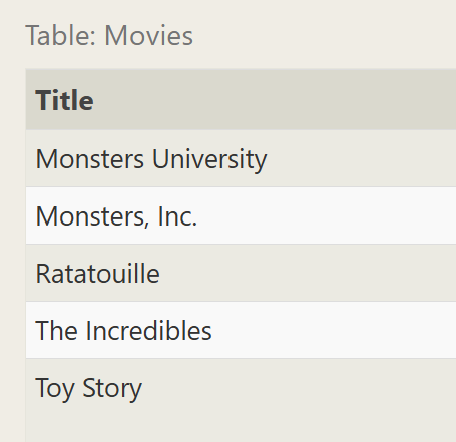 Table: Movies
Title
Monsters University
Monsters, Inc.
Ratatouille
The Incredibles
Toy Story